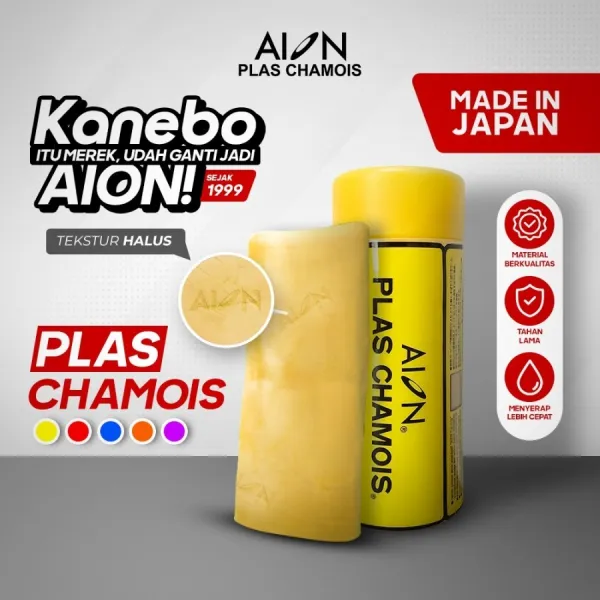 AION
PLAS CHAMOIS
Kanebo
ITU MEREK, UDAH GANTI JADI
AION!
SEJAK
1999
TEKSTUR HALUS
MADE IN
JAPAN
MATERIAL
BERKUALITAS
TAHAN
LAMA
MENYERAP
LEBIH CEPAT
AION
PLAS
CHAMOIS
AION®
PLAS CHAMOIS®